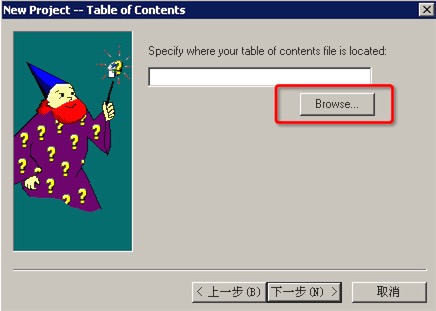 New Project -- Table of Contents
Specify where your table of contents file is located:
Browse...
< 上一步(B) 下一步(N) > 取消